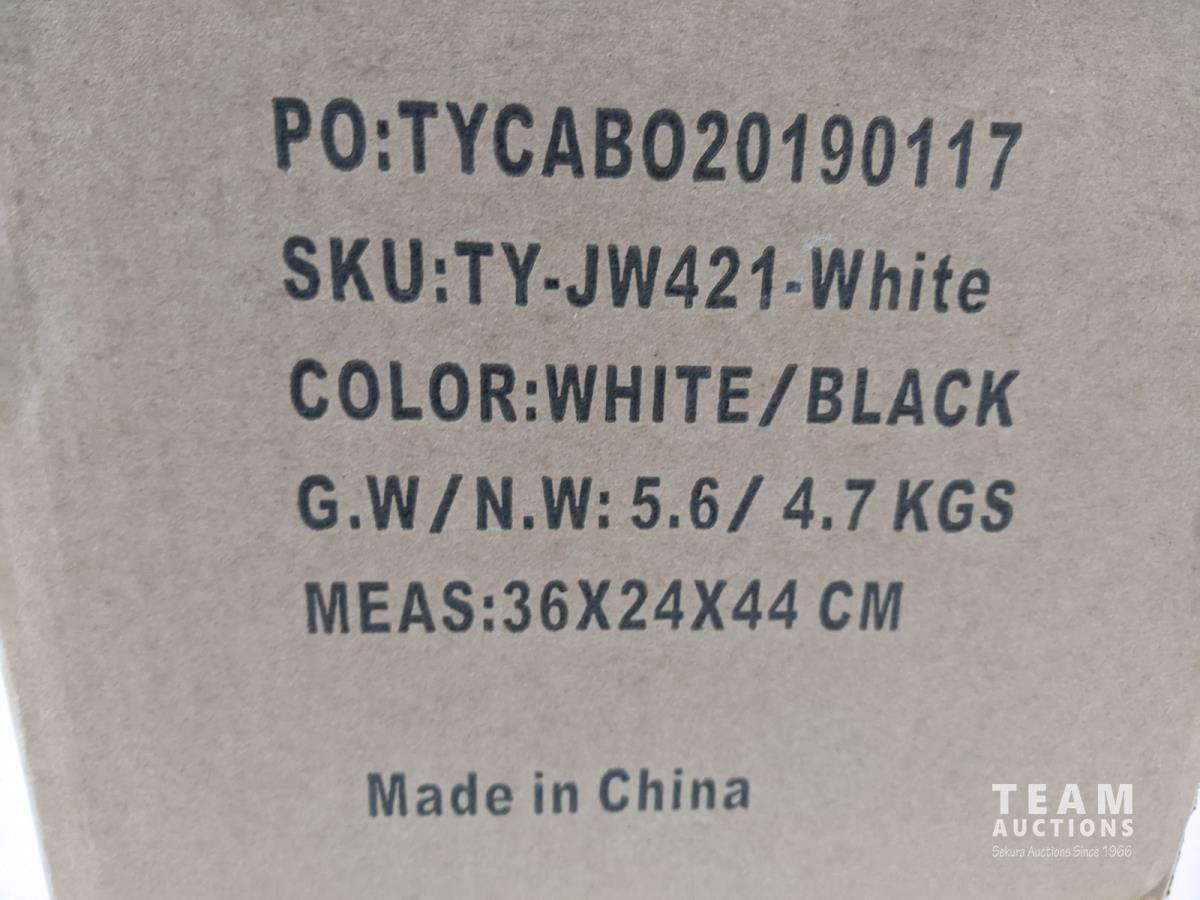 PO:TYCABO20190117
SKU:TY-JW421-White
COLOR:WHITE/BLACK
G.W/N.W: 5.6/ 4.7 KGS
MEAS:36X24X44 CM
Made in China
TEAM
AUCTIONS
Sekura Auctions Since 1966